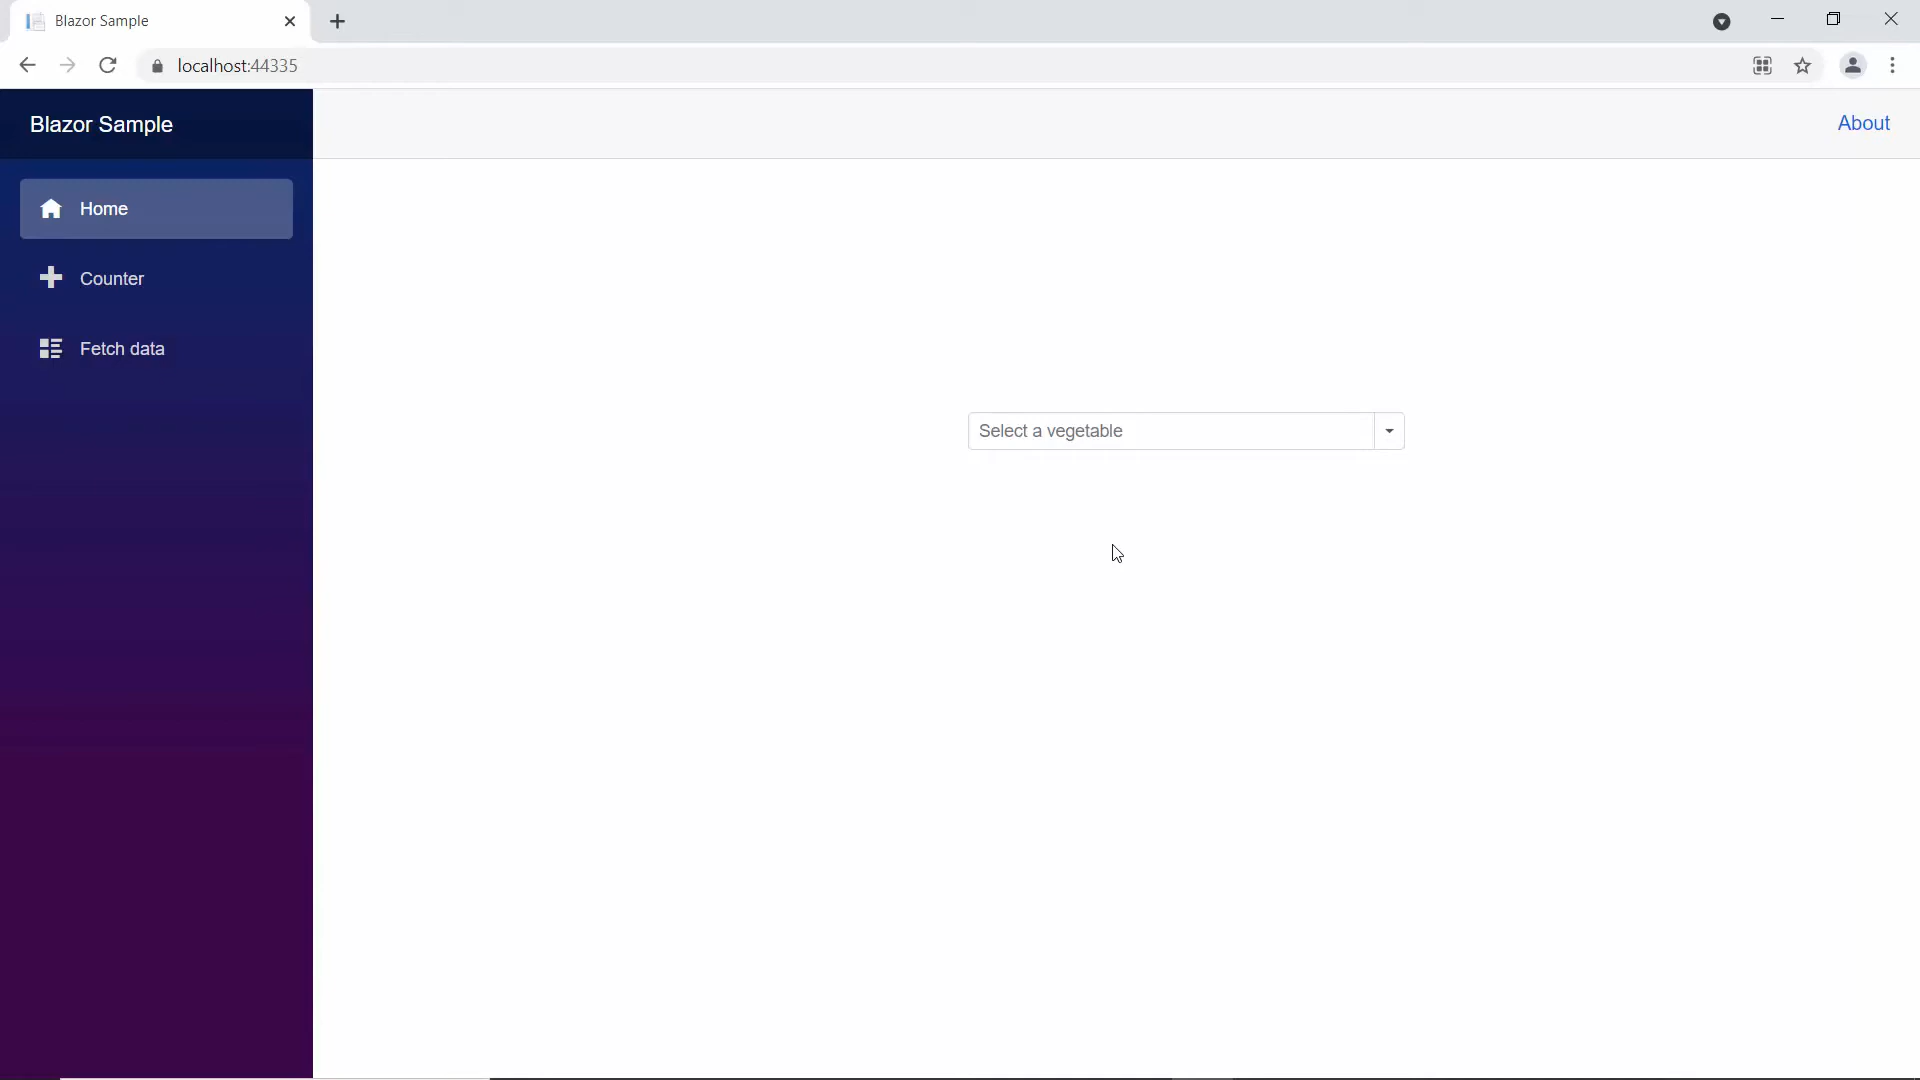 Blazor Sample
localhost:44335
Blazor Sample
About
Home
Counter
Fetch data
Select a vegetable